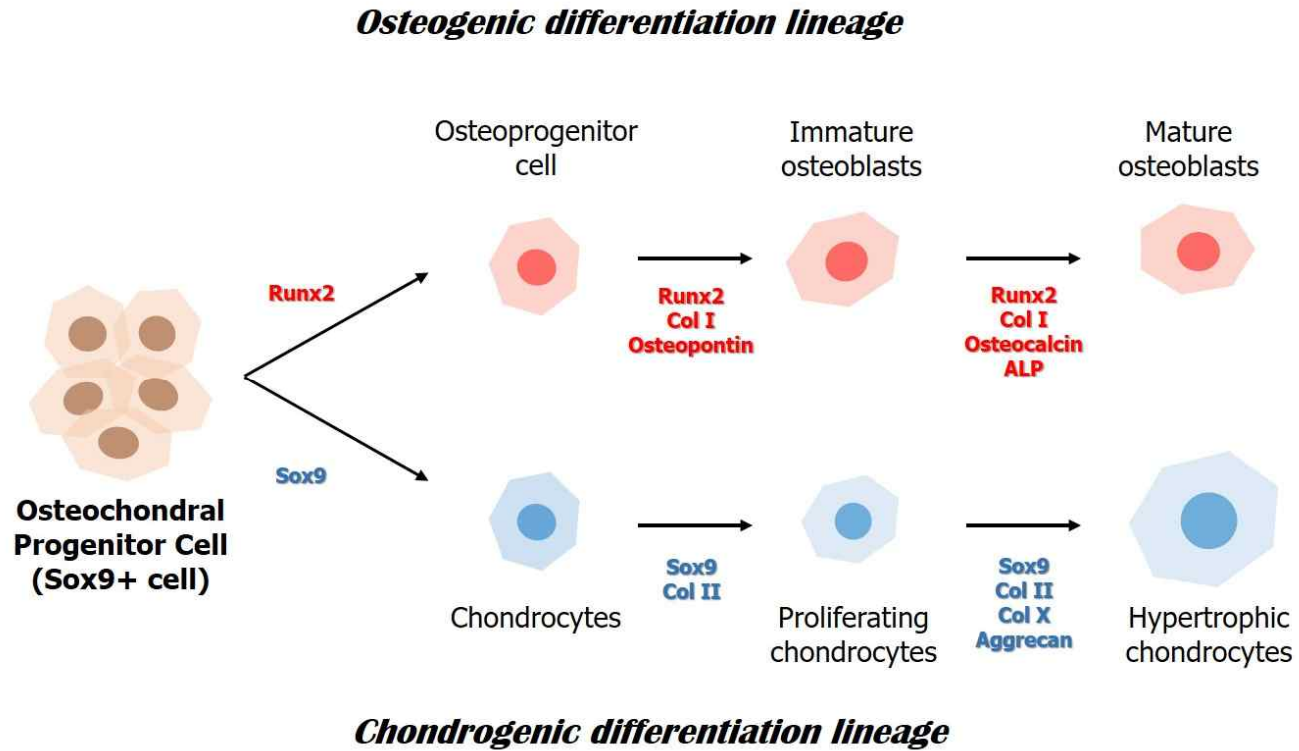 Osteogenic differentiation lineage
Osteoprogenitor
cell
Immature
osteoblasts
Mature
osteoblasts
Runx2
Runx2
Col I
Osteopontin
Runx2
Col I
Osteocalcin
ALP
Osteochondral
Progenitor Cell
(Sox9+ cell)
Sox9
Chondrocytes
Sox9
Col II
Proliferating
chondrocytes
Sox9
Col II
Col X
Aggrecan
Hypertrophic
chondrocytes
Chondrogenic differentiation lineage